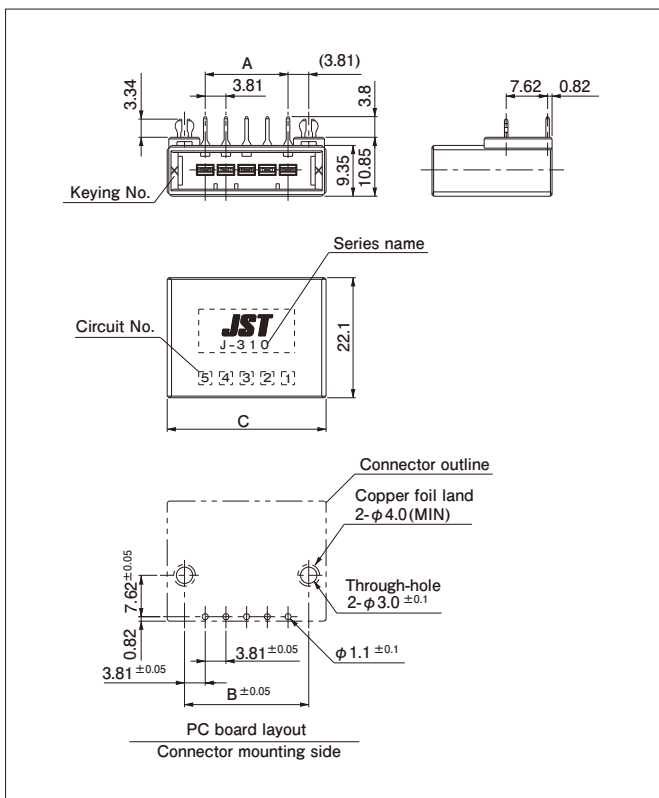 A
(3.81)
3.81
3.34
3.8
9.35
10.85
Keying No.
7.62
0.82
Series name
Circuit No.
JST
J-310
5 4 3 2 1
22.1
C
Connector outline
Copper foil land
2-φ4.0(MIN)
Through-hole
2-φ3.0 ±0.1
7.62 ±0.05
0.82
3.81 ±0.05
3.81 ±0.05
φ1.1 ±0.1
B ±0.05
PC board layout
Connector mounting side